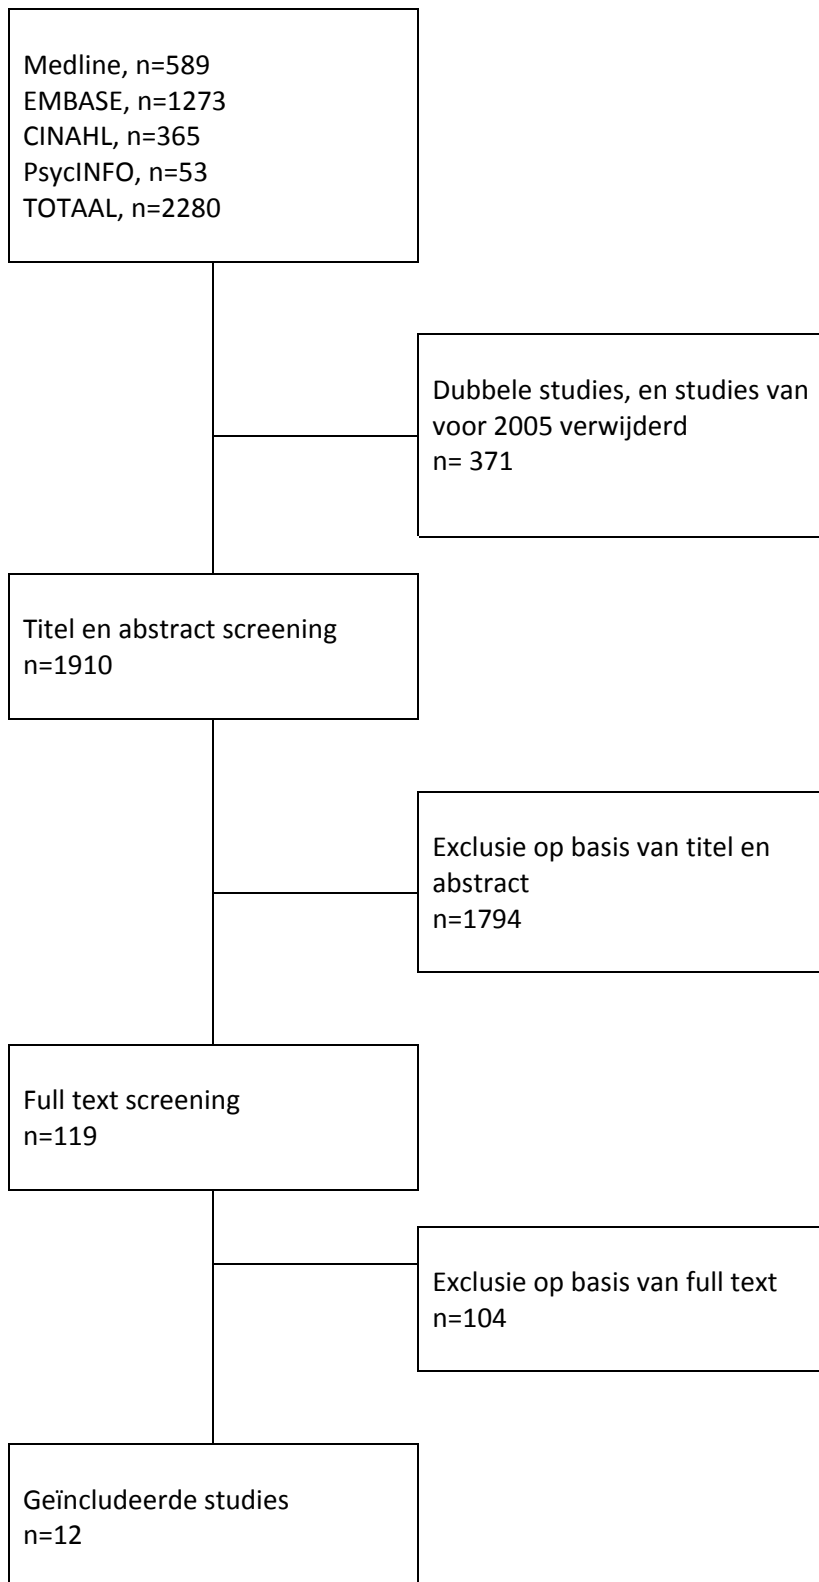 Medline, n=589
EMBASE, n=1273
CINAHL, n=365
PsycINFO, n=53
TOTAAL, n=2280
Dubbele studies, en studies van
voor 2005 verwijderd
n= 371
Titel en abstract screening
n=1910
Exclusie op basis van titel en
abstract
n=1794
Full text screening
n=119
Exclusie op basis van full text
n=104
Geïncludeerde studies
n=12